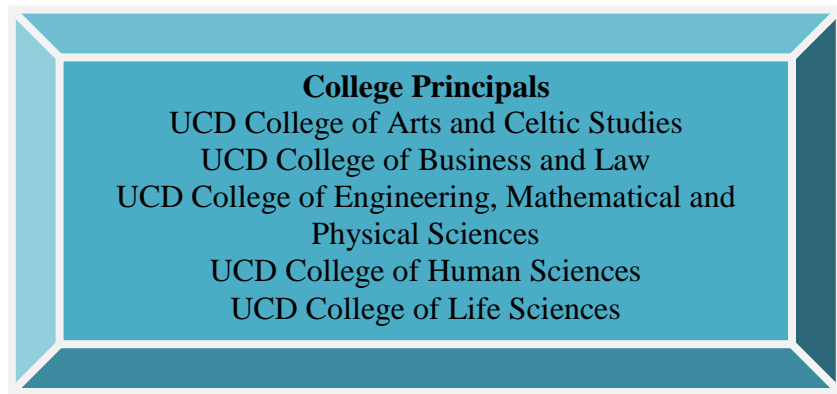 College Principals
UCD College of Arts and Celtic Studies
UCD College of Business and Law
UCD College of Engineering, Mathematical and
Physical Sciences
UCD College of Human Sciences
UCD College of Life Sciences